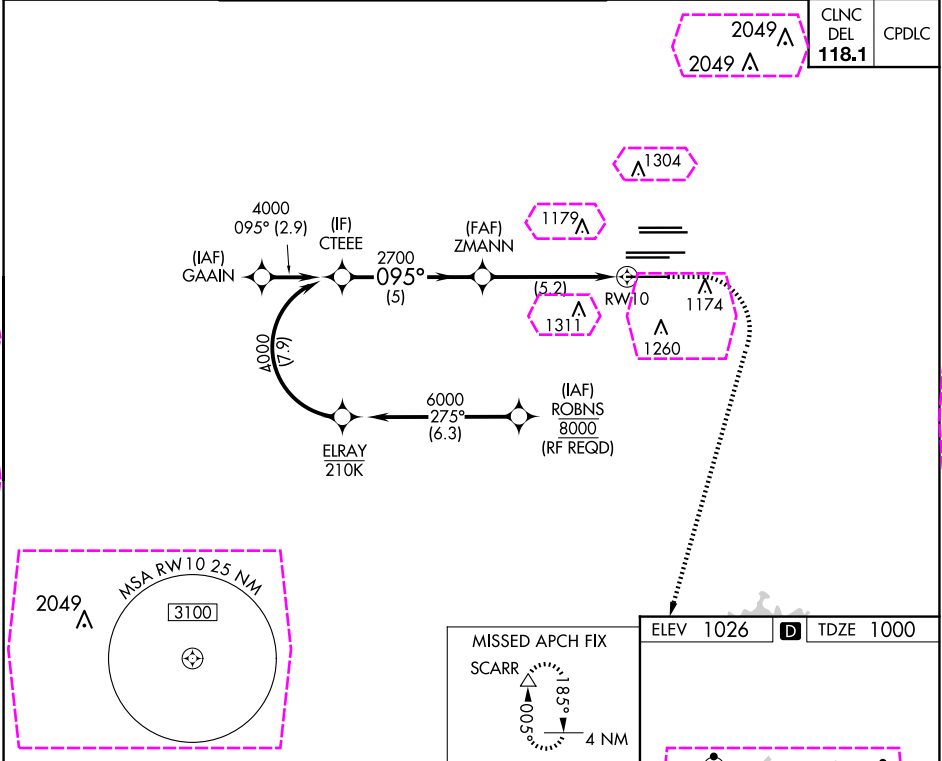 2049
2049
CLNC
DEL
118.1
CPDLC
1304
4000
095° (2.9)
(IF)
CTEEE
1179
(FAF)
ZMANN
(IAF)
GAAIN
2700
095°
(5)
(5.2)
RW10
1174
1311
1260
4000
(7.9)
6000
275°
(6.3)
(IAF)
ROBNS
8000
(RF REQD)
ELRAY
210K
MSA RW10 25 NM
2049
3100
MISSED APCH FIX
SCARR
185°
005°
4 NM
ELEV 1026
D
TDZE 1000